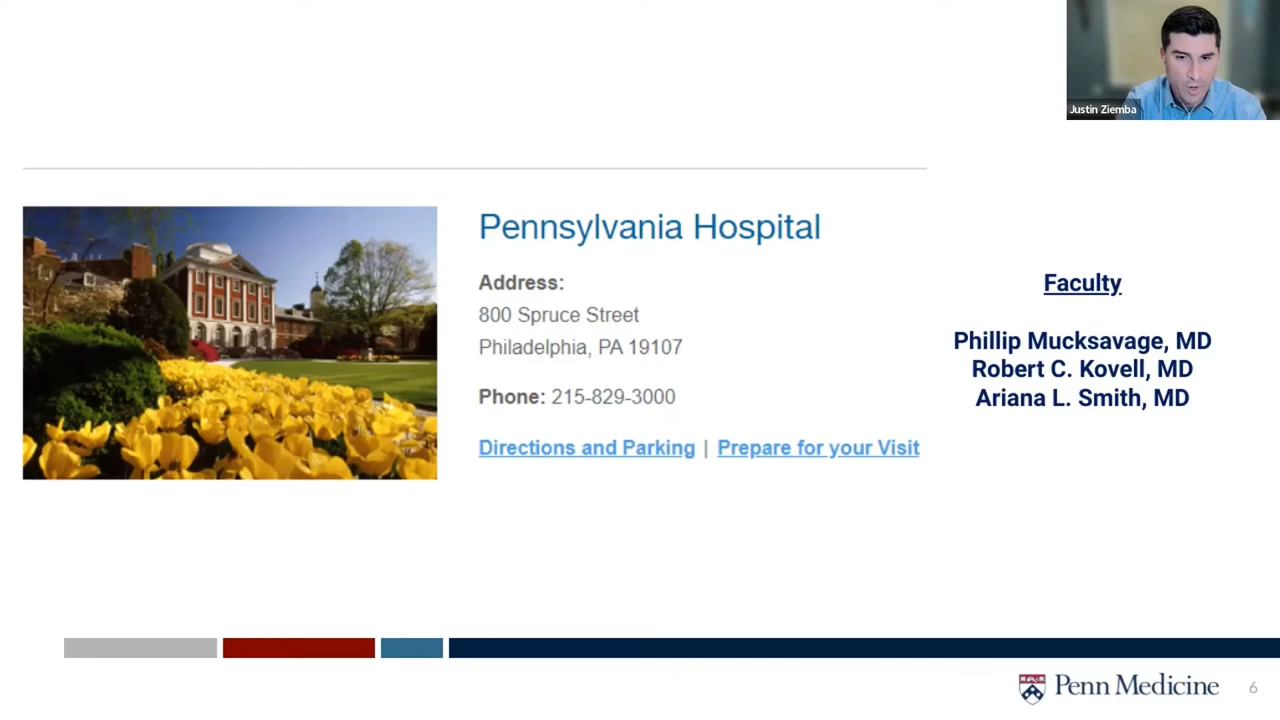 Justin Ziemba
Pennsylvania Hospital
Address:
800 Spruce Street
Philadelphia, PA 19107
Phone: 215-829-3000
Directions and Parking | Prepare for your Visit
Faculty
Phillip Mucksavage, MD
Robert C. Kovell, MD
Ariana L. Smith, MD
Penn Medicine
6